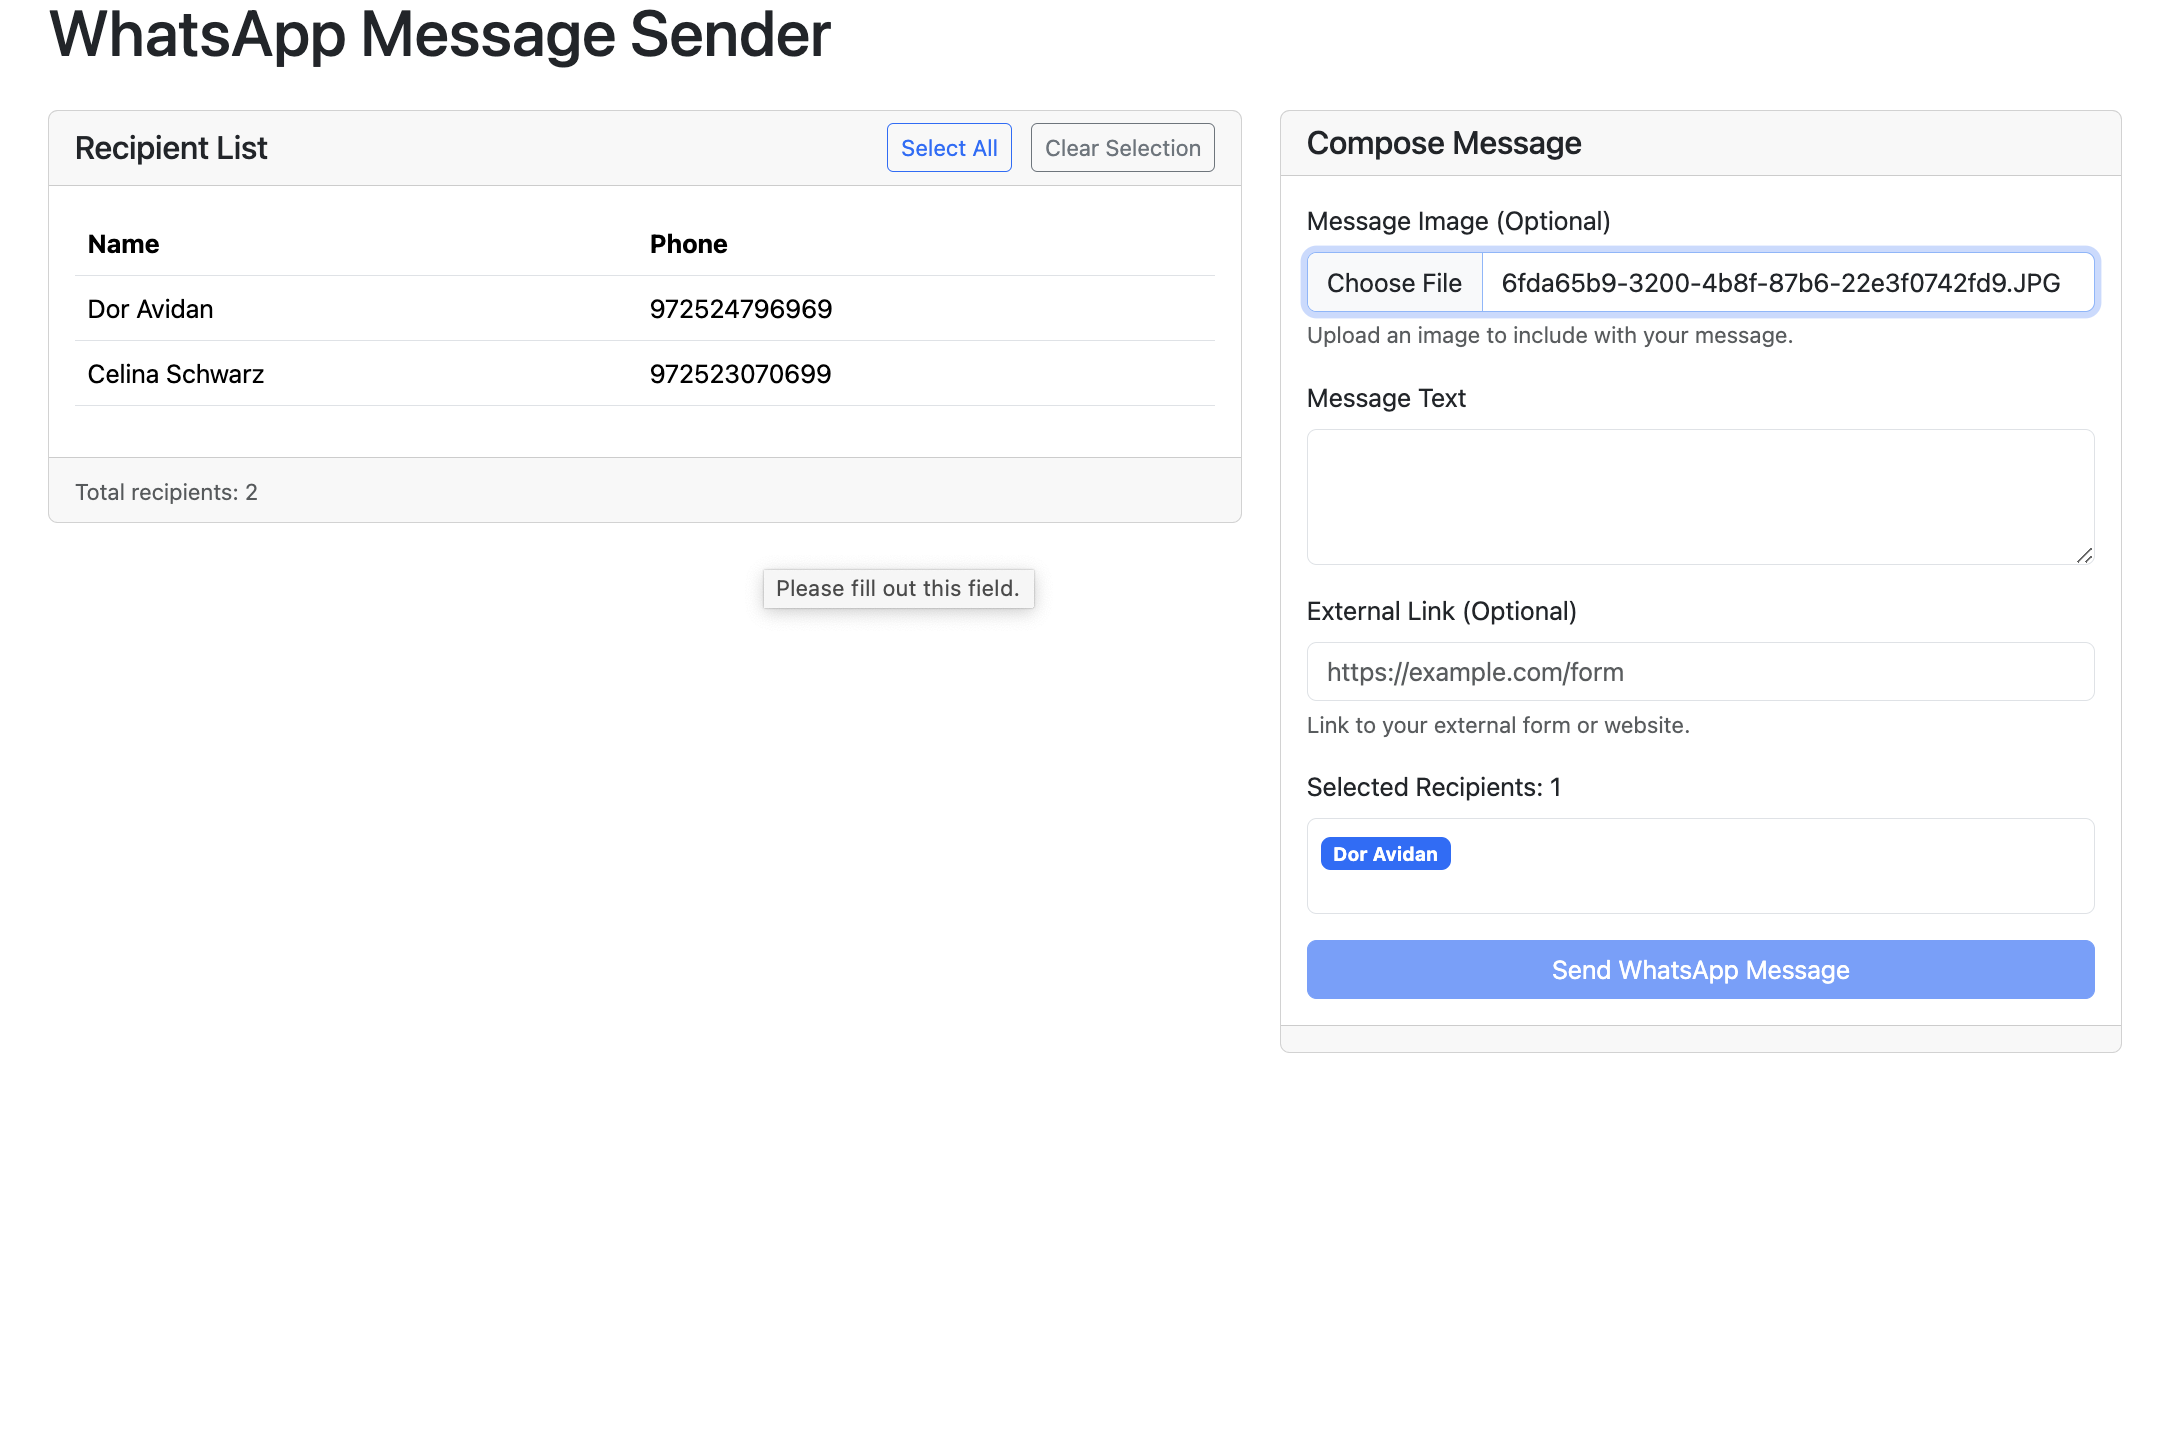 WhatsApp Message Sender
Recipient List
Select All
Clear Selection
Name Phone
Dor Avidan 972524796969
Celina Schwarz 972523070699
Total recipients: 2
Please fill out this field.
Compose Message
Message Image (Optional)
Choose File 6fda65b9-3200-4b8f-87b6-22e3f0742fd9.JPG
Upload an image to include with your message.
Message Text
External Link (Optional)
https://example.com/form
Link to your external form or website.
Selected Recipients: 1
Dor Avidan
Send WhatsApp Message